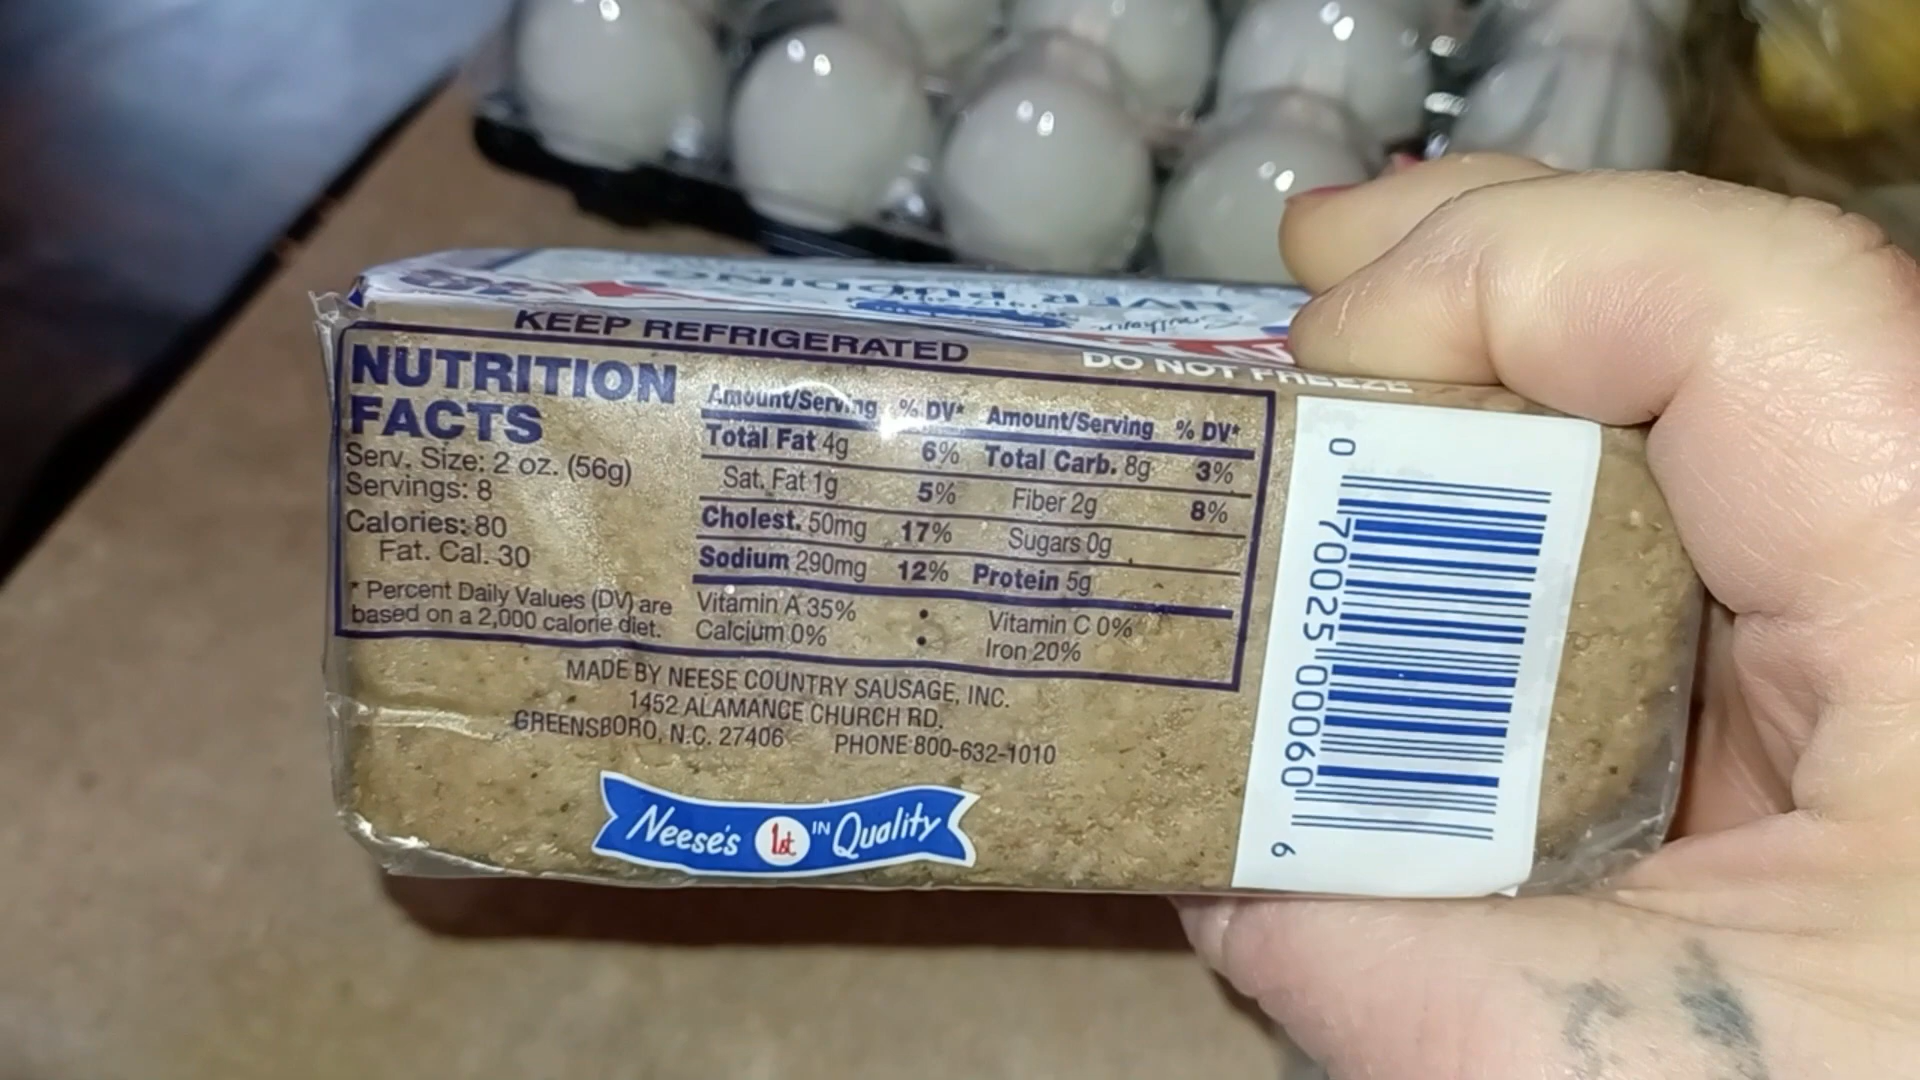 LIVER PUDDING
KEEP REFRIGERATED
DO NOT FREEZE
NUTRITION
FACTS
Serv. Size: 2 oz. (56g)
Servings: 8
Calories: 80
Fat. Cal. 30
* Percent Daily Values (DV) are
based on a 2,000 calorie diet.
Amount/Serving % DV* Amount/Serving % DV*
Total Fat 4g 6% Total Carb. 8g 3%
Sat. Fat 1g 5% Fiber 2g 8%
Cholest. 50mg 17% Sugars 0g
Sodium 290mg 12% Protein 5g
Vitamin A 35% • Vitamin C 0%
Calcium 0% • Iron 20%
MADE BY NEESE COUNTRY SAUSAGE, INC.
1452 ALAMANCE CHURCH RD.
GREENSBORO, N.C. 27406 PHONE 800-632-1010
Neese's 1st IN Quality
0 70025 00060 6